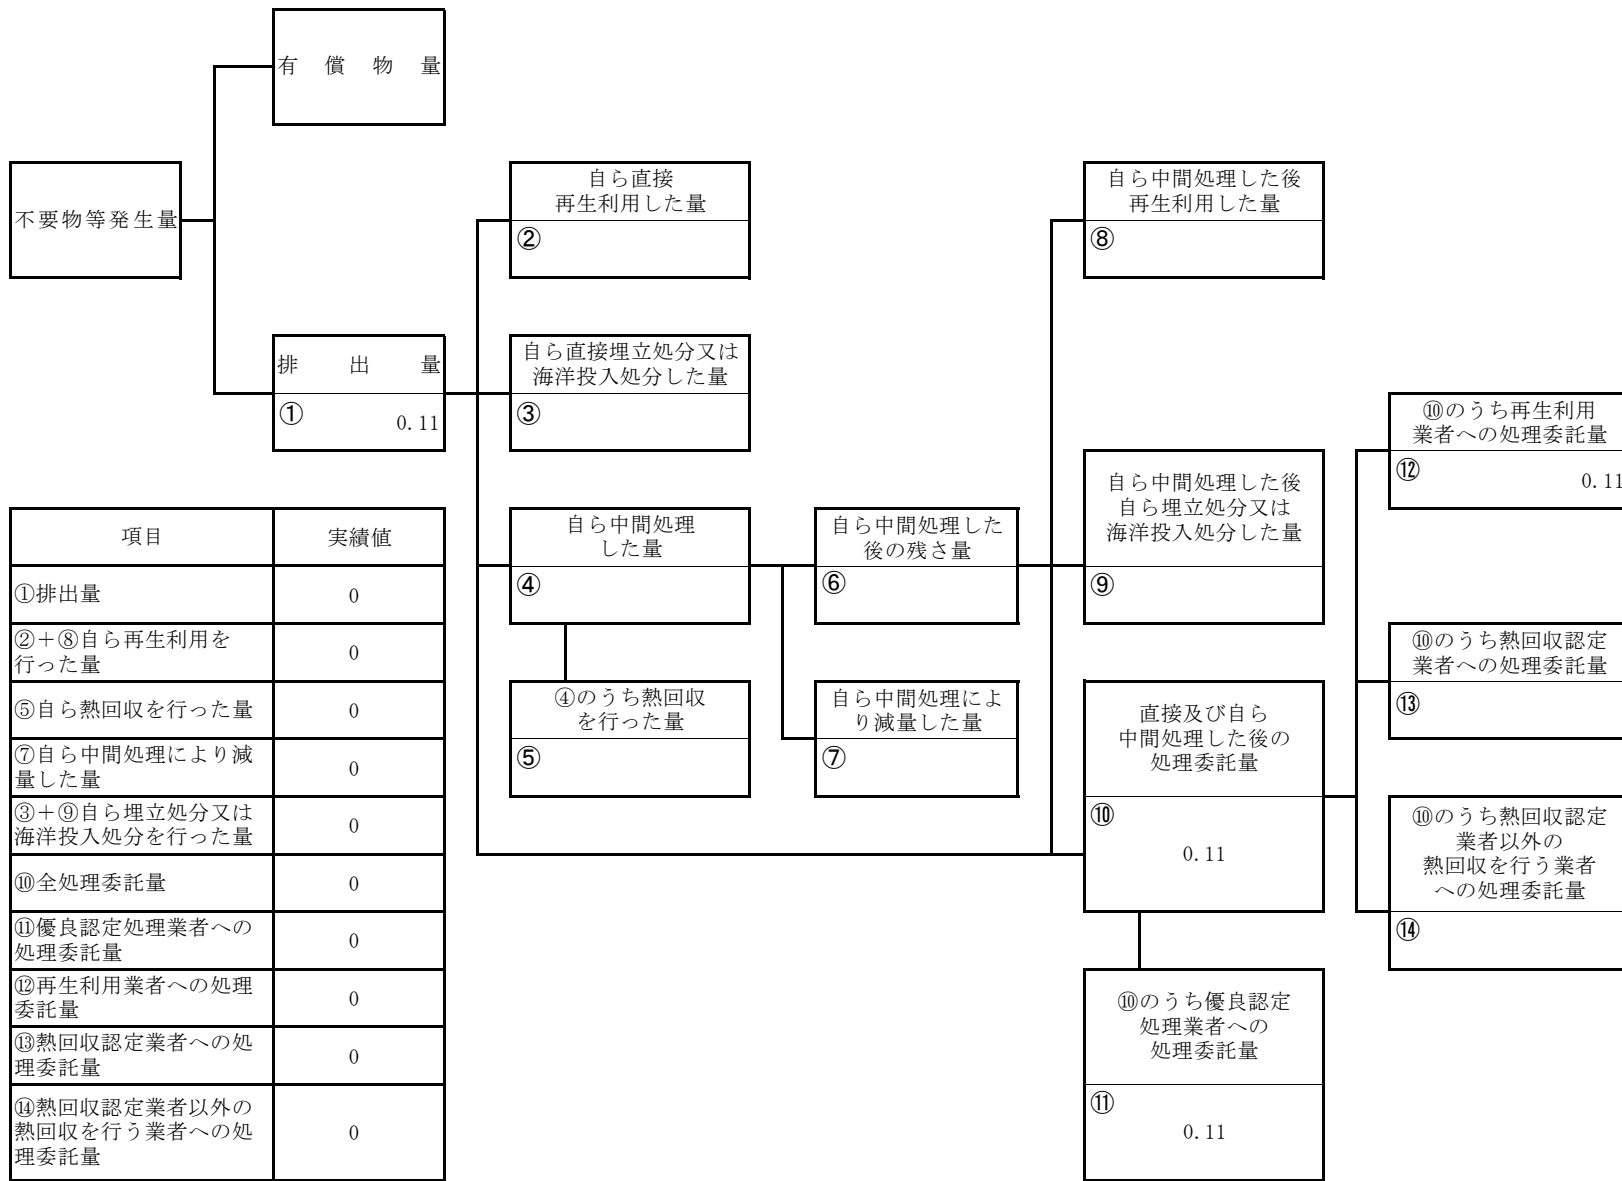 有償物量
不要物等発生量
自ら直接
再生利用した量
②
自ら中間処理した後
再生利用した量
⑧
排出量
①
0.11
自ら直接埋立処分又は
海洋投入処分した量
③
⑩のうち再生利用
業者への処理委託量
⑫
0.11
自ら中間処理した後
自ら埋立処分又は
海洋投入処分した量
⑨
自ら中間処理
した量
④
自ら中間処理した
後の残さ量
⑥
④のうち熱回収
を行った量
⑤
自ら中間処理によ
り減量した量
⑦
⑩のうち熱回収認定
業者への処理委託量
⑬
直接及び自ら
中間処理した後の
処理委託量
⑩
0.11
⑩のうち熱回収認定
業者以外の
熱回収を行う業者
への処理委託量
⑭
⑩のうち優良認定
処理業者への
処理委託量
⑪
0.11
項目 実績値
①排出量 0
②+⑧自ら再生利用を
行った量 0
⑤自ら熱回収を行った量 0
⑦自ら中間処理により減
量した量 0
③+⑨自ら埋立処分又は
海洋投入処分を行った量 0
⑩全処理委託量 0
⑪優良認定処理業者への
処理委託量 0
⑫再生利用業者への処理
委託量 0
⑬熱回収認定業者への処
理委託量 0
⑭熱回収認定業者以外の
熱回収を行う業者への処
理委託量 0